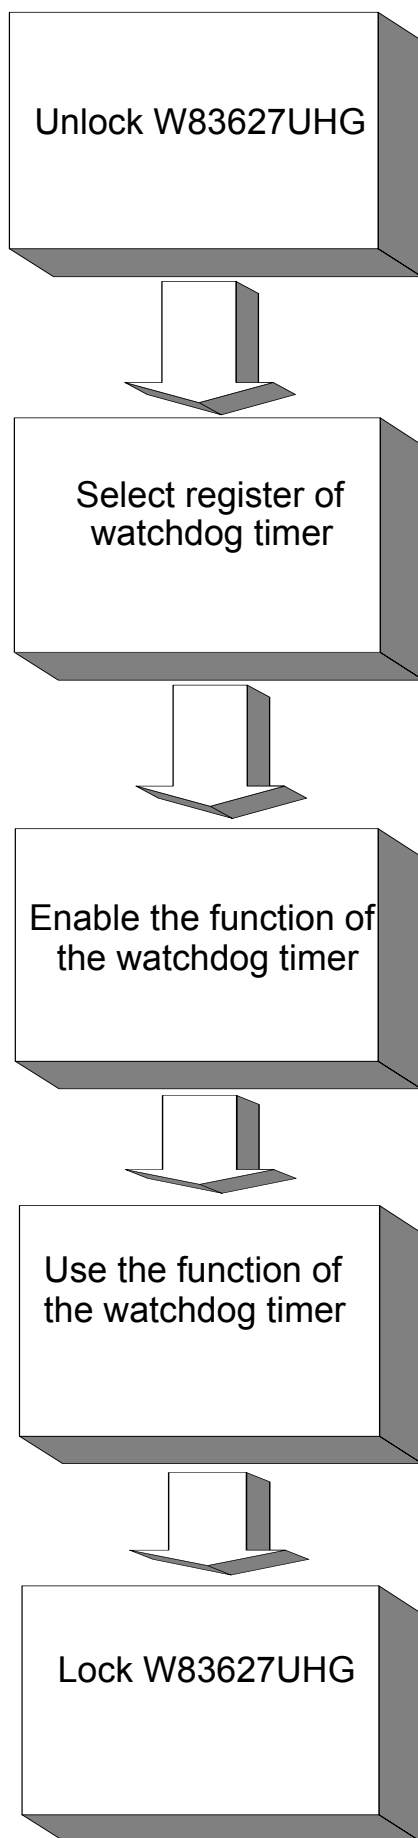 Unlock W83627UHG
Select register of
watchdog timer
Enable the function of
the watchdog timer
Use the function of
the watchdog timer
Lock W83627UHG